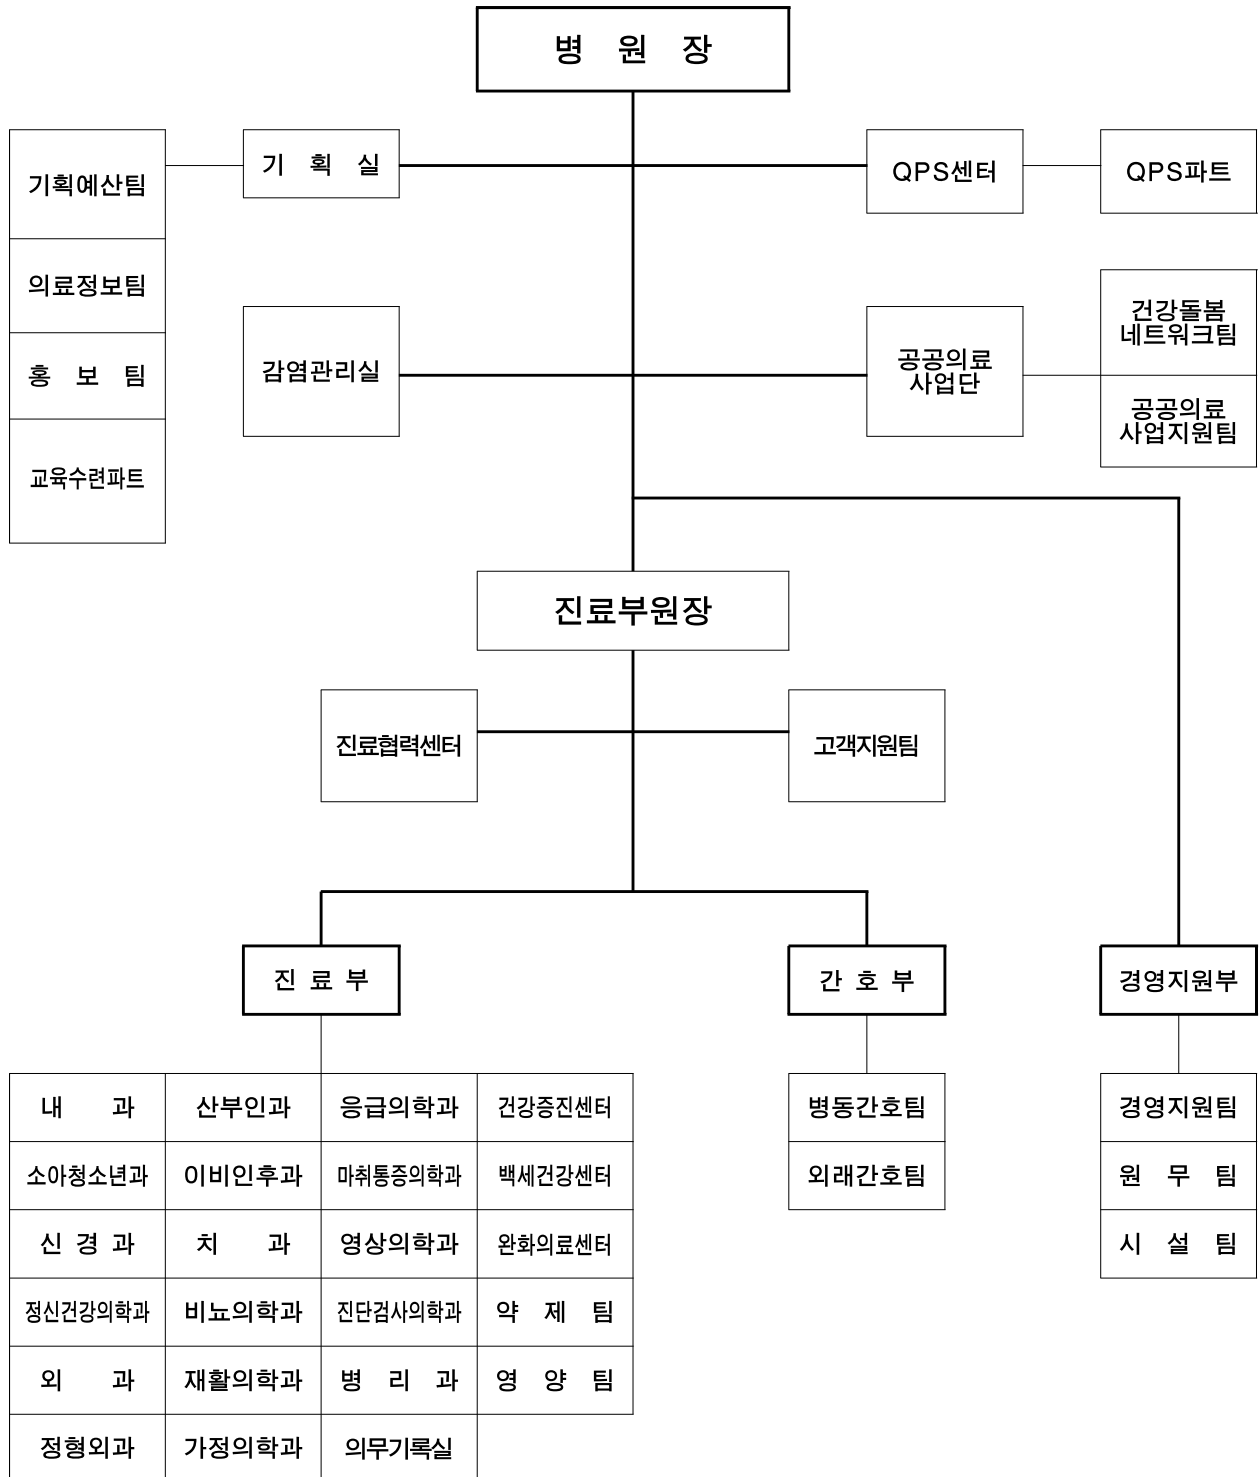 병 원 장
기획예산팀
기 획 실
QPS센터
QPS파트
의료정보팀
홍 보 팀
교육수련파트
감염관리실
공공의료
사업단
건강돌봄
네트워크팀
공공의료
사업지원팀
진료부원장
진료협력센터
고객지원팀
진 료 부
간 호 부
경영지원부
내 과
산부인과
응급의학과
건강증진센터
소아청소년과
이비인후과
마취통증의학과
백세건강센터
신 경 과
치 과
영상의학과
완화의료센터
정신건강의학과
비뇨의학과
진단검사의학과
약 제 팀
외 과
재활의학과
병 리 과
영 양 팀
정형외과
가정의학과
의무기록실
병동간호팀
외래간호팀
경영지원팀
원 무 팀
시 설 팀